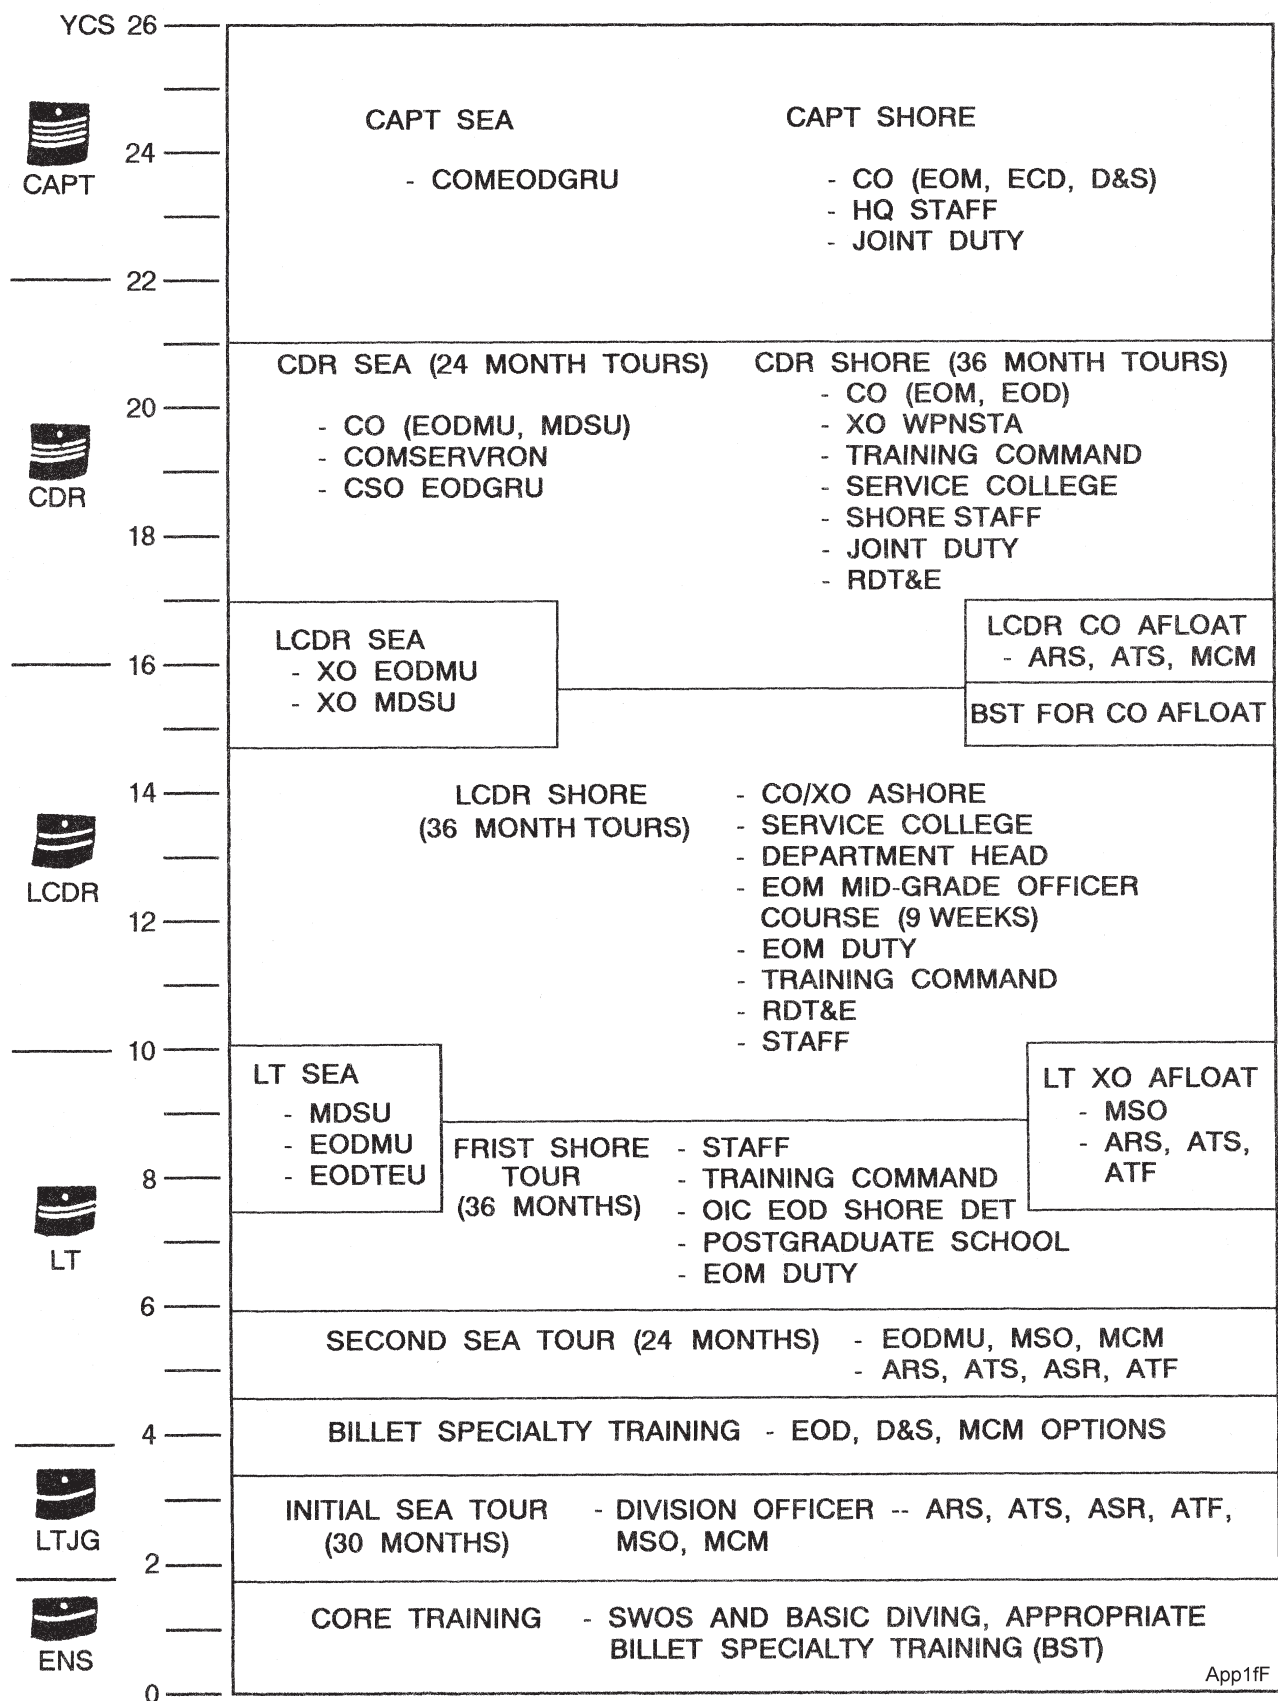 YCS 26
CAPT SEA
CAPT SHORE
24
CAPT
- COMEODGRU
- CO (EOM, ECD, D&S)
- HQ STAFF
- JOINT DUTY
22
CDR SEA (24 MONTH TOURS)
CDR SHORE (36 MONTH TOURS)
20
- CO (EODMU, MDSU)
- COMSERVRON
- CSO EODGRU
- CO (EOM, EOD)
- XO WPNSTA
- TRAINING COMMAND
- SERVICE COLLEGE
- SHORE STAFF
- JOINT DUTY
- RDT&E
CDR
18
LCDR SEA
- XO EODMU
- XO MDSU
LCDR CO AFLOAT
- ARS, ATS, MCM
BST FOR CO AFLOAT
16
14
LCDR SHORE
(36 MONTH TOURS)
- CO/XO ASHORE
- SERVICE COLLEGE
- DEPARTMENT HEAD
- EOM MID-GRADE OFFICER
COURSE (9 WEEKS)
- EOM DUTY
- TRAINING COMMAND
- RDT&E
- STAFF
LCDR
12
10
LT SEA
- MDSU
- EODMU
- EODTEU
LT XO AFLOAT
- MSO
- ARS, ATS,
ATF
FRIST SHORE
TOUR
(36 MONTHS)
- STAFF
- TRAINING COMMAND
- OIC EOD SHORE DET
- POSTGRADUATE SCHOOL
- EOM DUTY
8
LT
6
SECOND SEA TOUR (24 MONTHS)
- EODMU, MSO, MCM
- ARS, ATS, ASR, ATF
4
BILLET SPECIALTY TRAINING - EOD, D&S, MCM OPTIONS
LTJG
INITIAL SEA TOUR
(30 MONTHS)
- DIVISION OFFICER -- ARS, ATS, ASR, ATF,
MSO, MCM
2
ENS
CORE TRAINING
- SWOS AND BASIC DIVING, APPROPRIATE
BILLET SPECIALTY TRAINING (BST)
0
App1fF